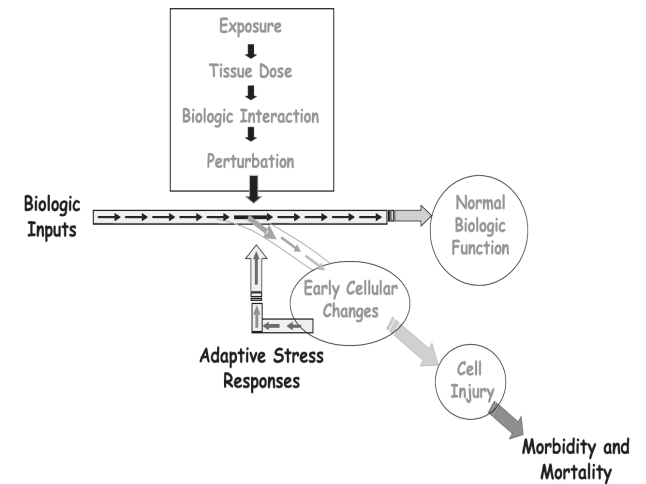 Exposure
Tissue Dose
Biologic Interaction
Perturbation
Biologic
Inputs
Normal
Biologic
Function
Early Cellular
Changes
Adaptive Stress
Responses
Cell
Injury
Morbidity and
Mortality